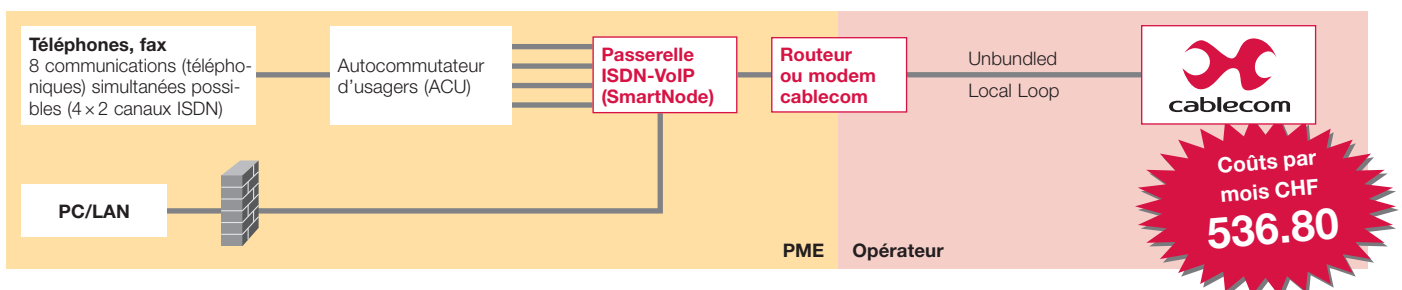 Téléphones, fax
8 communications (télépho-
niques) simultanées possi-
bles (4 × 2 canaux ISDN)
Autocommutateur
d'usagers (ACU)
Passerelle
ISDN-VoIP
(SmartNode)
Routeur
ou modem
cablecom
Unbundled
Local Loop
cablecom
Coûts par
mois CHF
536.80
PC/LAN
PME
Opérateur